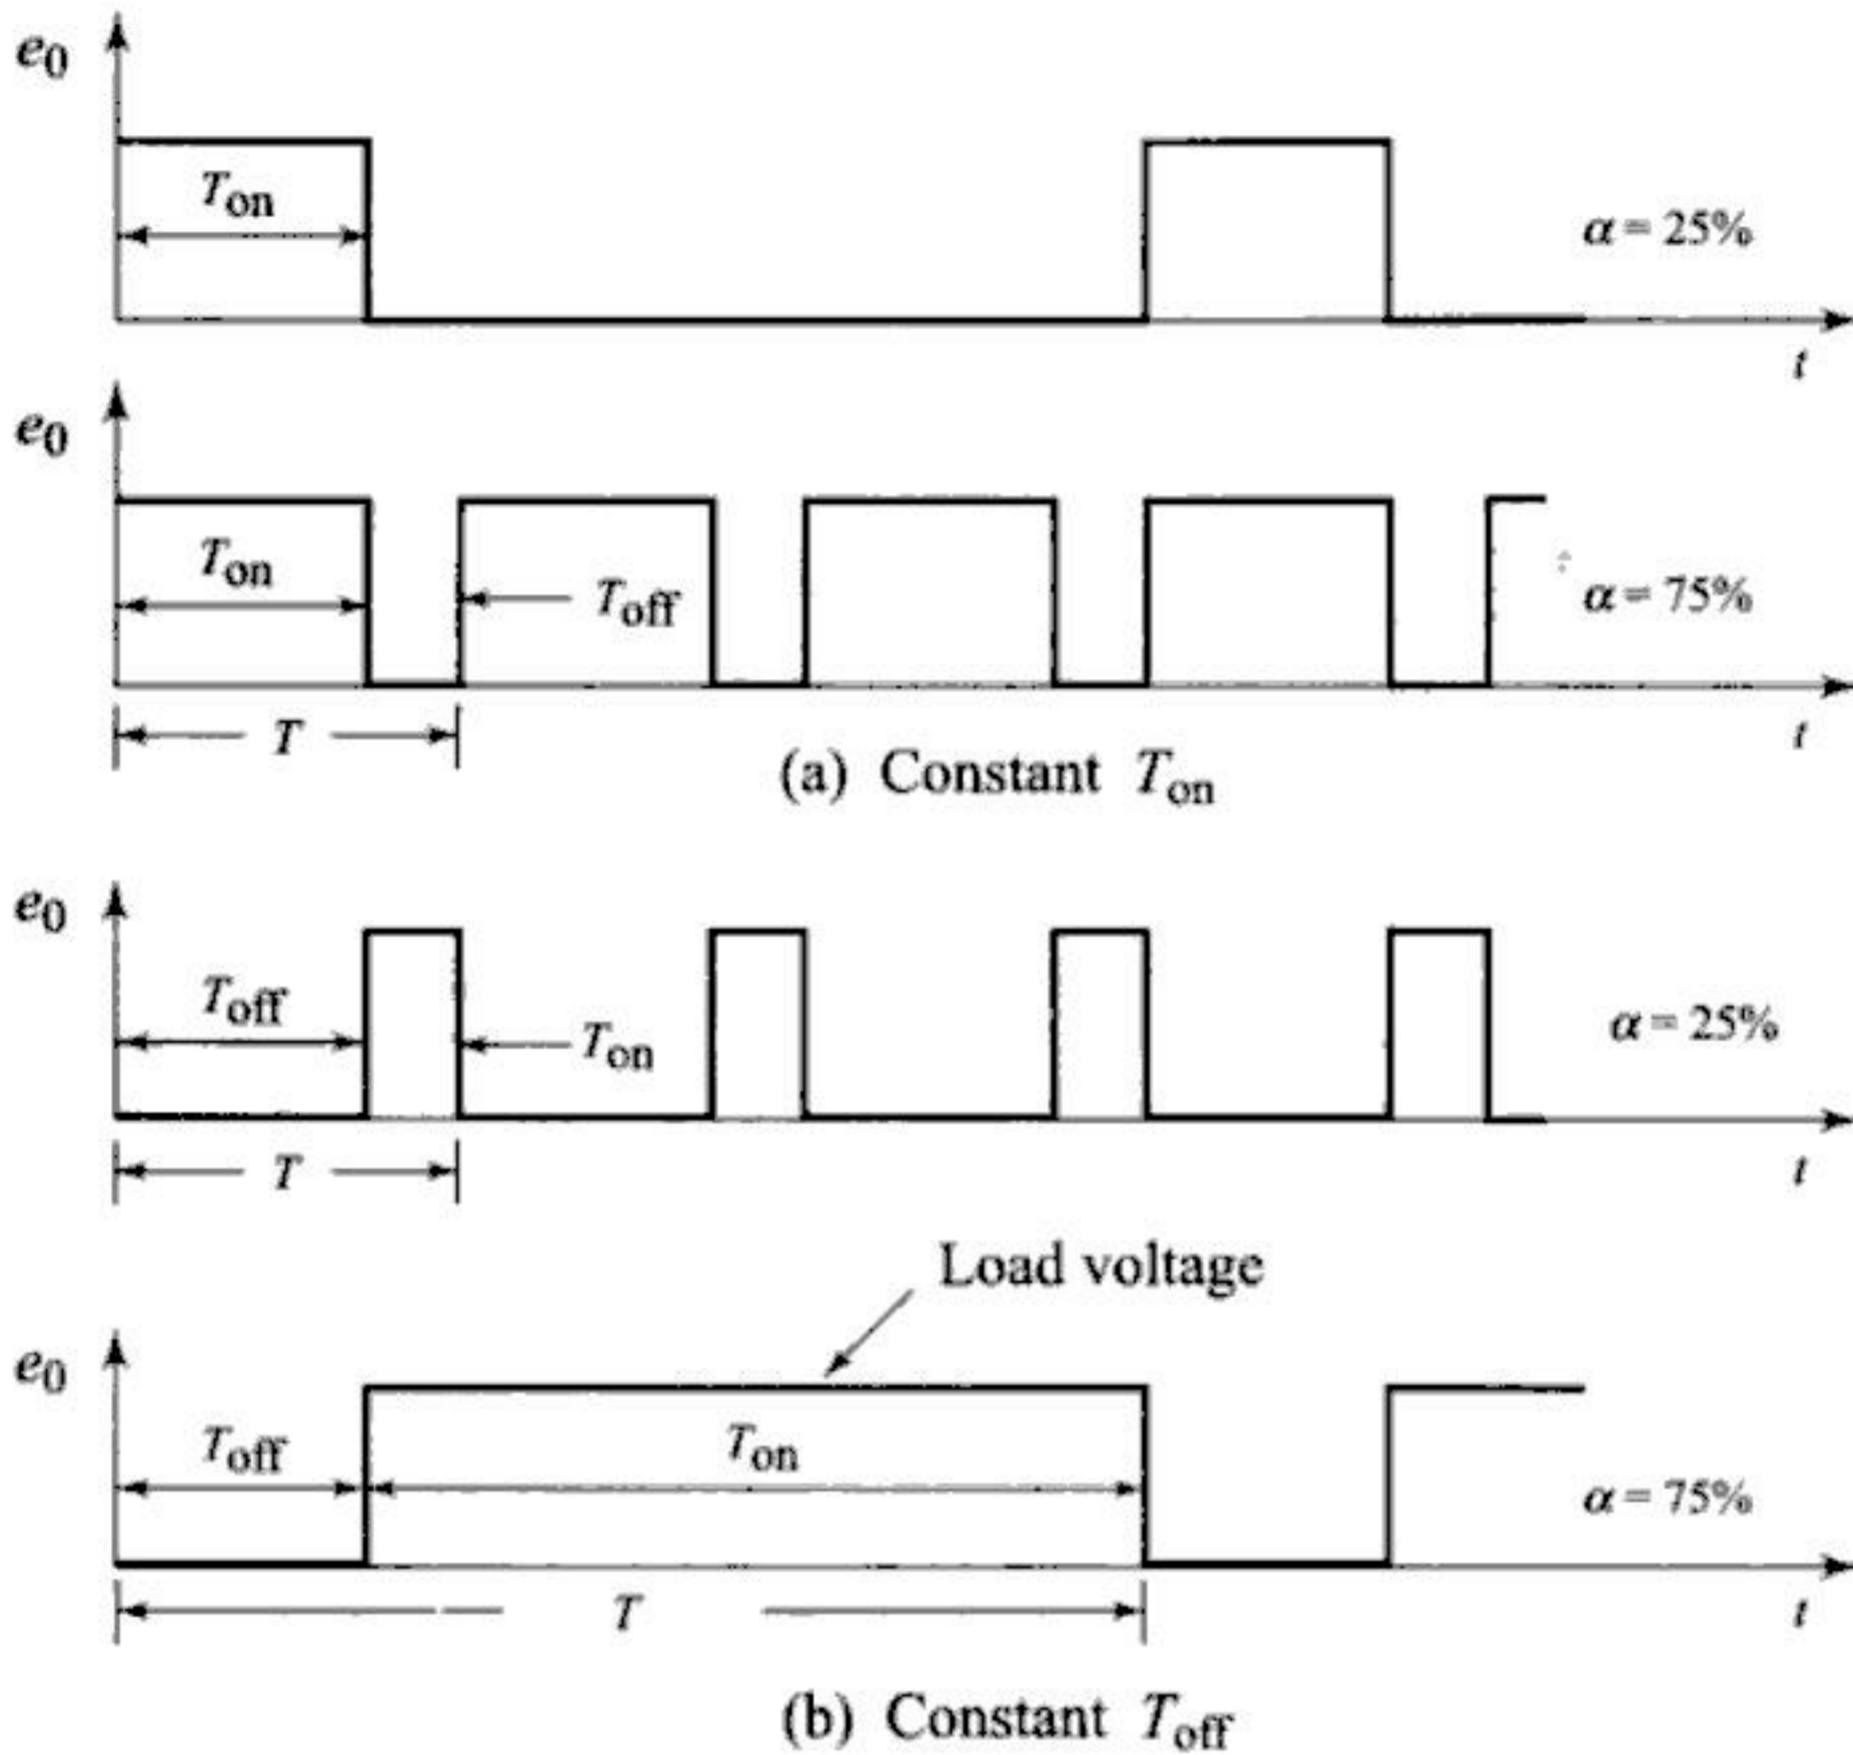 e0
Ton
α = 25%
t
e0
Ton
Toff
α = 75%
T
t
(a) Constant Ton
e0
Toff
Ton
α = 25%
T
t
Load voltage
e0
Toff
Ton
α = 75%
T
t
(b) Constant Toff